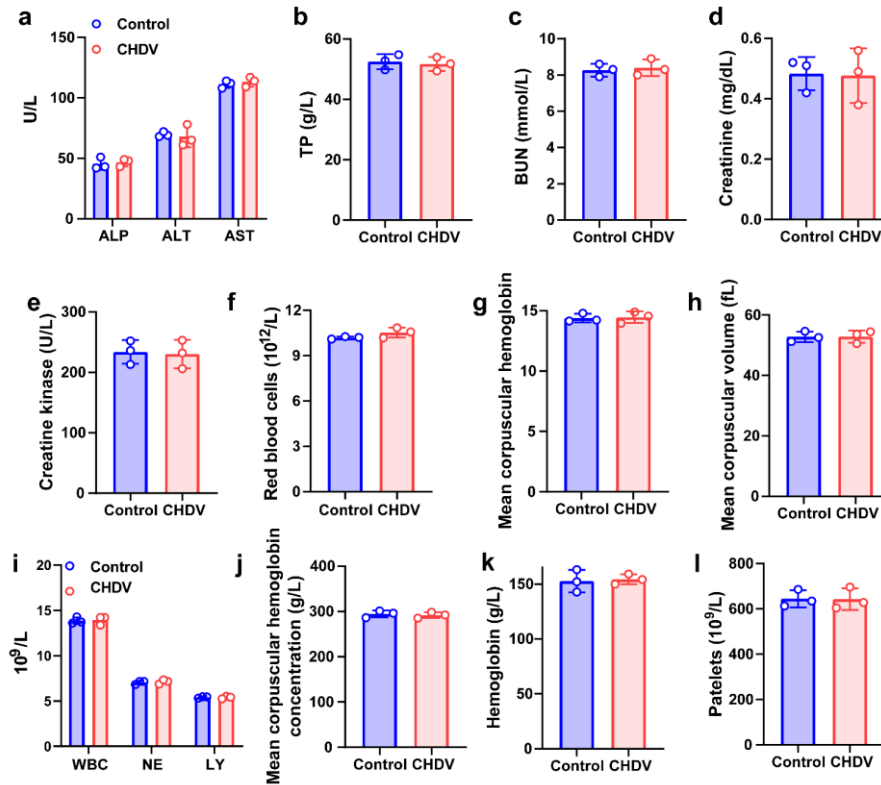 a
Control
CHDV
U/L
150
100
50
0
ALP ALT AST
b
TP (g/L)
60
40
20
0
Control CHDV
c
BUN (mmol/L)
10
8
6
4
2
0
Control CHDV
d
Creatinine (mg/dL)
0.6
0.4
0.2
0.0
Control CHDV
e
Creatine kinase (U/L)
300
200
100
0
Control CHDV
f
Red blood cells (10¹²/L)
12
9
6
3
0
Control CHDV
g
Mean corpuscular hemoglobin
15
10
5
0
Control CHDV
h
Mean corpuscular volume (fL)
60
40
20
0
Control CHDV
i
Control
CHDV
10⁹/L
20
15
10
5
0
WBC NE LY
j
Mean corpuscular hemoglobin
concentration (g/L)
400
300
200
100
0
Control CHDV
k
Hemoglobin (g/L)
150
100
50
0
Control CHDV
l
Patelets (10⁹/L)
800
600
400
200
0
Control CHDV